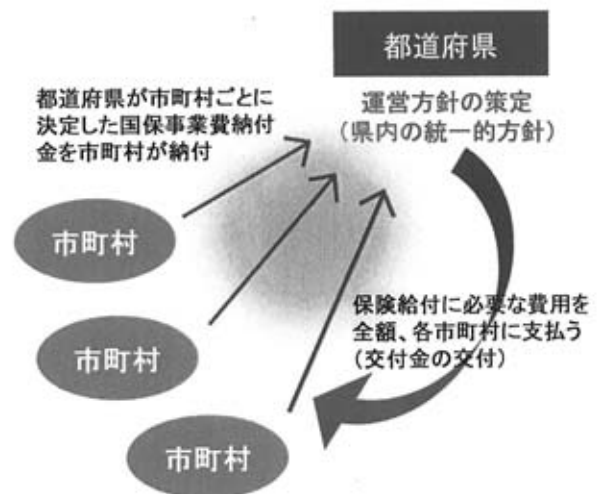 都道府県
運営方針の策定
（県内の統一的方針）
都道府県が市町村ごとに
決定した国保事業費納付
金を市町村が納付
市町村
市町村
市町村
保険給付に必要な費用を
全額、各市町村に支払う
（交付金の交付）